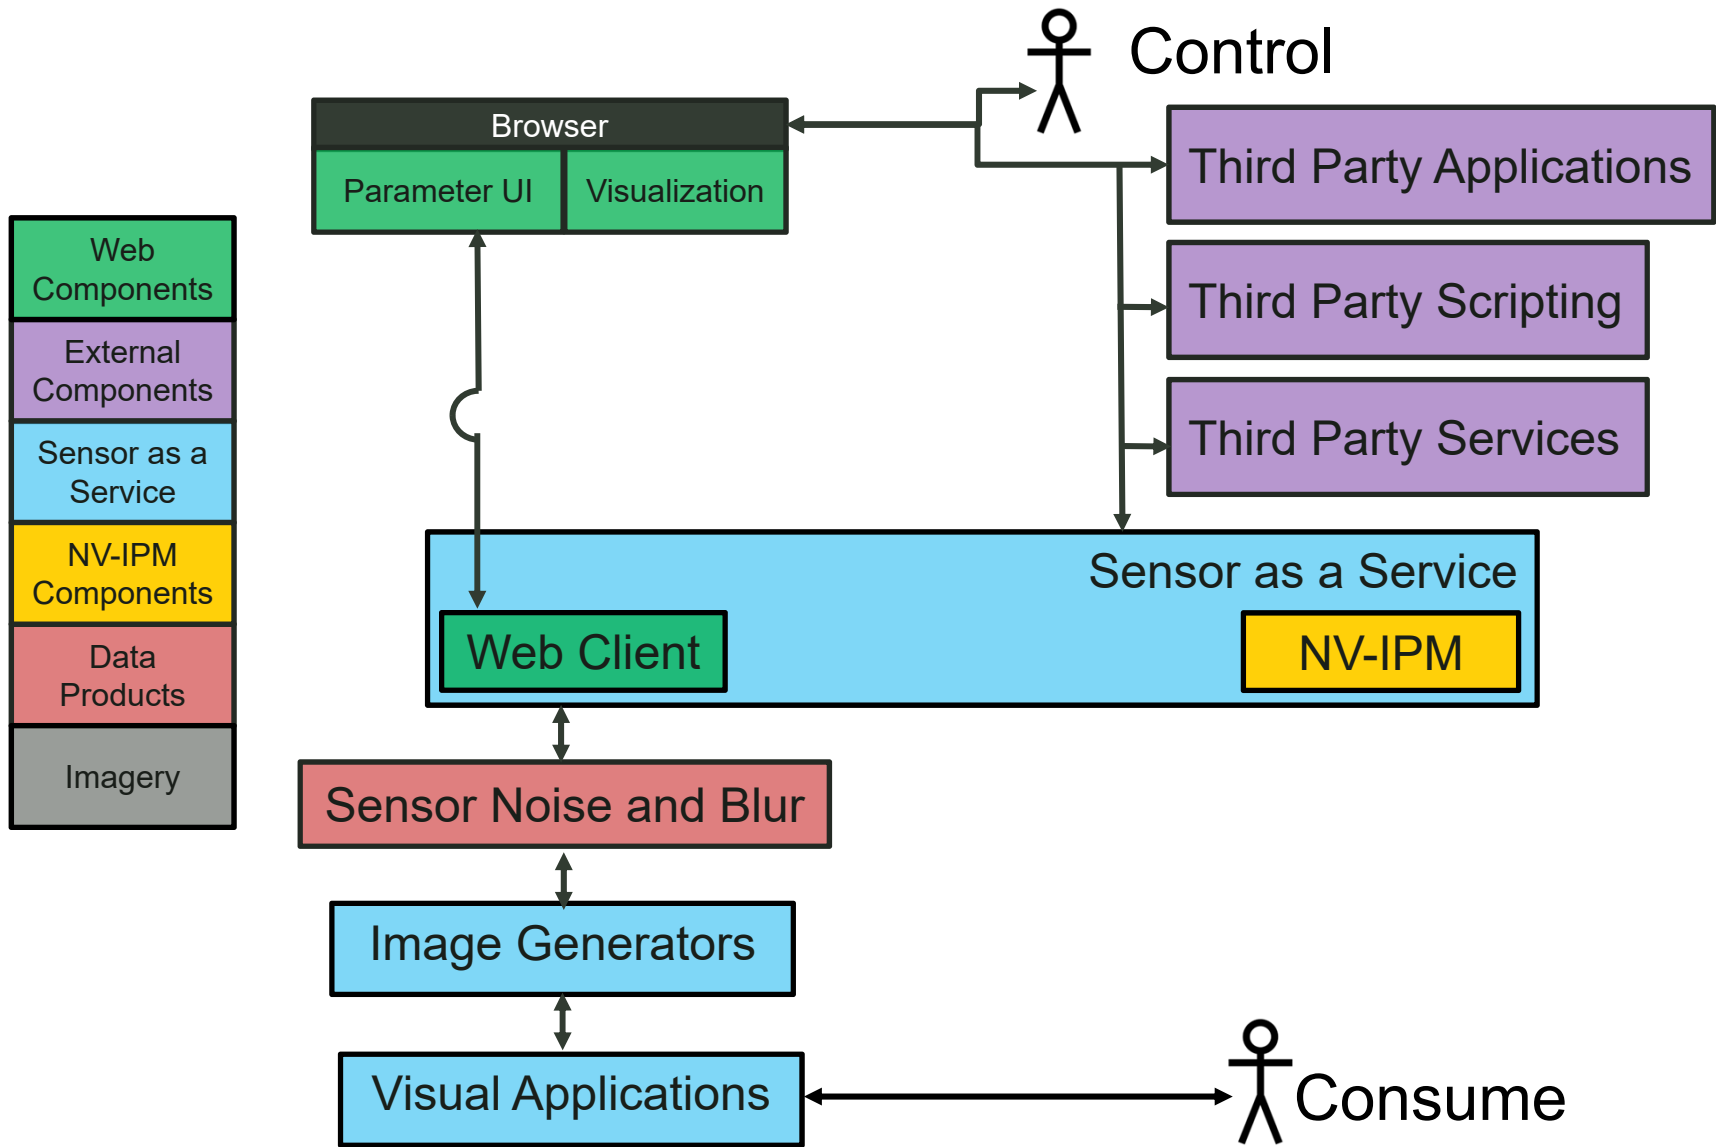 Control
Browser
Parameter UI
Visualization
Third Party Applications
Third Party Scripting
Third Party Services
Web
Components
External
Components
Sensor as a
Service
NV-IPM
Components
Data
Products
Imagery
Sensor as a Service
Web Client
NV-IPM
Sensor Noise and Blur
Image Generators
Visual Applications
Consume